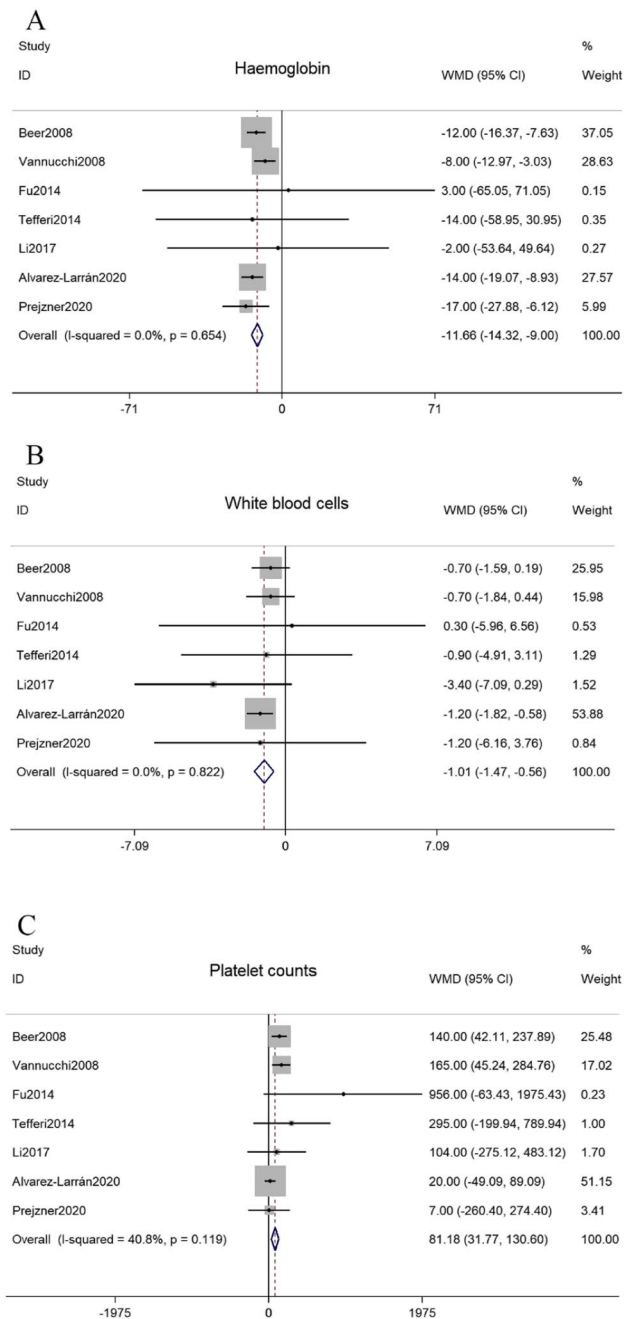 A
Study %
ID Haemoglobin WMD (95% CI) Weight
Beer2008 -12.00 (-16.37, -7.63) 37.05
Vannucchi2008 -8.00 (-12.97, -3.03) 28.63
Fu2014 3.00 (-65.05, 71.05) 0.15
Tefferi2014 -14.00 (-58.95, 30.95) 0.35
Li2017 -2.00 (-53.64, 49.64) 0.27
Alvarez-Larrán2020 -14.00 (-19.07, -8.93) 27.57
Prejzner2020 -17.00 (-27.88, -6.12) 5.99
Overall (I-squared = 0.0%, p = 0.654) -11.66 (-14.32, -9.00) 100.00
-71 0 71
B
Study %
ID White blood cells WMD (95% CI) Weight
Beer2008 -0.70 (-1.59, 0.19) 25.95
Vannucchi2008 -0.70 (-1.84, 0.44) 15.98
Fu2014 0.30 (-5.96, 6.56) 0.53
Tefferi2014 -0.90 (-4.91, 3.11) 1.29
Li2017 -3.40 (-7.09, 0.29) 1.52
Alvarez-Larrán2020 -1.20 (-1.82, -0.58) 53.88
Prejzner2020 -1.20 (-6.16, 3.76) 0.84
Overall (I-squared = 0.0%, p = 0.822) -1.01 (-1.47, -0.56) 100.00
-7.09 0 7.09
C
Study %
ID Platelet counts WMD (95% CI) Weight
Beer2008 140.00 (42.11, 237.89) 25.48
Vannucchi2008 165.00 (45.24, 284.76) 17.02
Fu2014 956.00 (-63.43, 1975.43) 0.23
Tefferi2014 295.00 (-199.94, 789.94) 1.00
Li2017 104.00 (-275.12, 483.12) 1.70
Alvarez-Larrán2020 20.00 (-49.09, 89.09) 51.15
Prejzner2020 7.00 (-260.40, 274.40) 3.41
Overall (I-squared = 40.8%, p = 0.119) 81.18 (31.77, 130.60) 100.00
-1975 0 1975